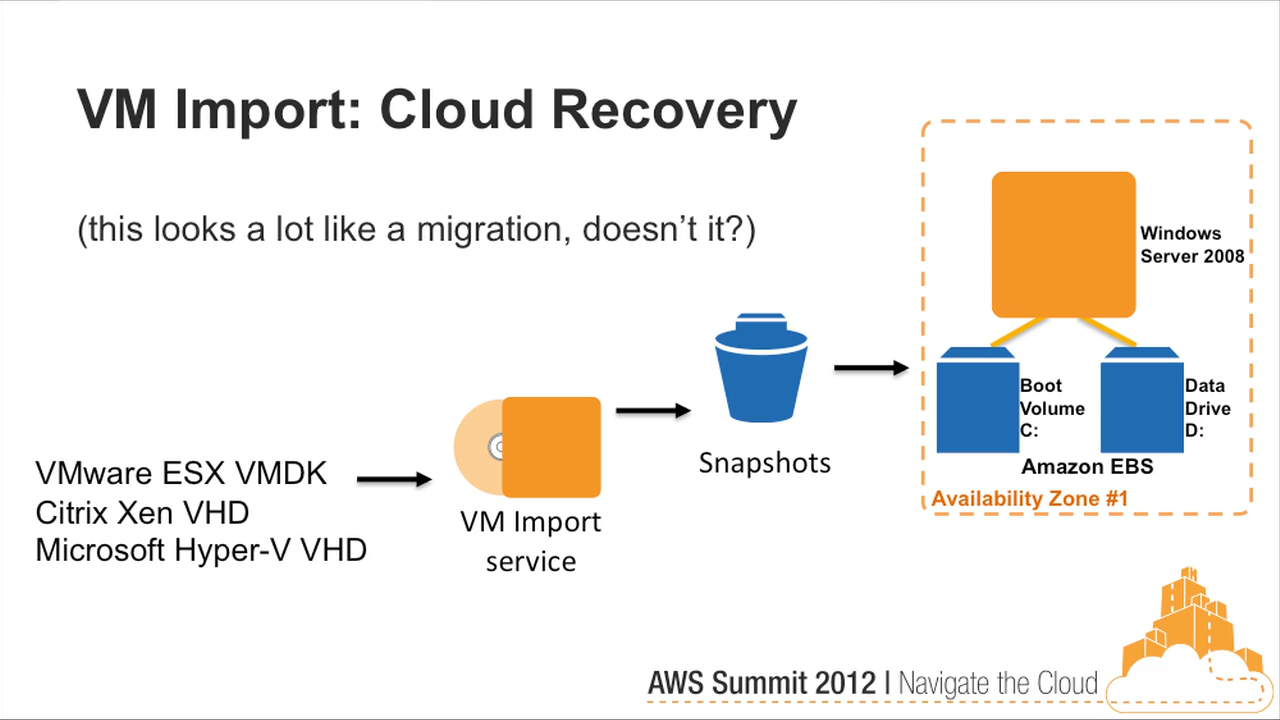 VM Import: Cloud Recovery
(this looks a lot like a migration, doesn’t it?)
Windows
Server 2008
Boot
Volume
C:
Data
Drive
D:
Amazon EBS
Availability Zone #1
Snapshots
VM Import
service
VMware ESX VMDK
Citrix Xen VHD
Microsoft Hyper-V VHD
AWS Summit 2012 | Navigate the Cloud